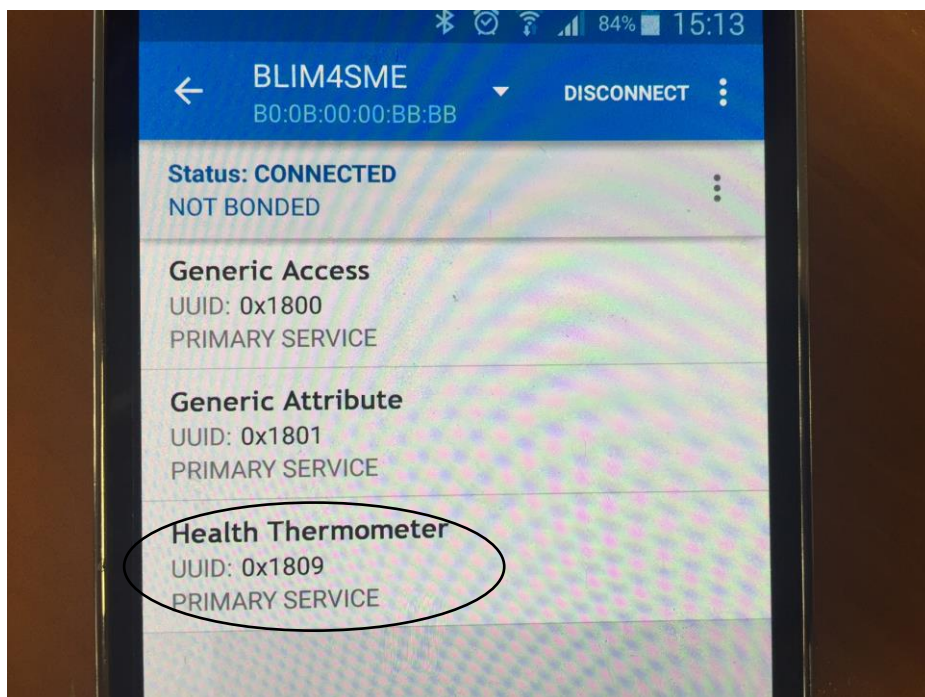 84% 15:13
BLIM4SME DISCONNECT
B0:0B:00:00:BB:BB
Status: CONNECTED
NOT BONDED
Generic Access
UUID: 0x1800
PRIMARY SERVICE
Generic Attribute
UUID: 0x1801
PRIMARY SERVICE
Health Thermometer
UUID: 0x1809
PRIMARY SERVICE